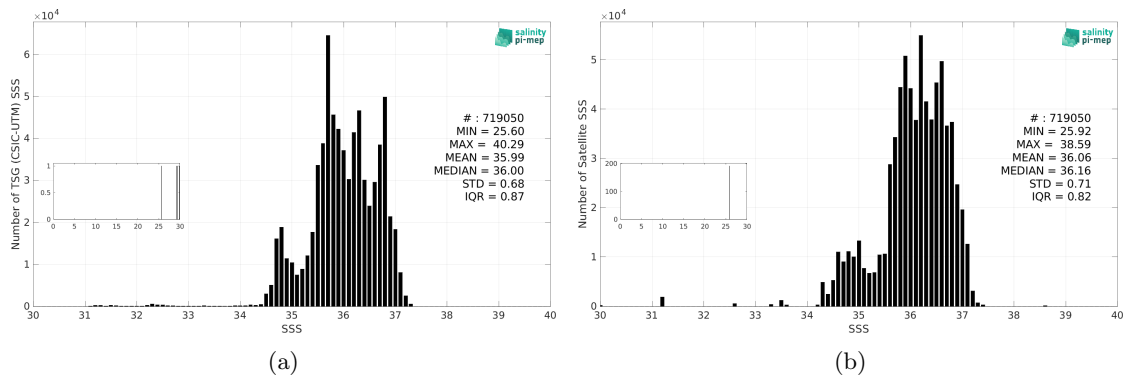 ×10⁴
7
6
5
4
3
2
1
0
Number of TSG (CSIC-UTM) SSS
salinity
pi-mep
# : 719050
MIN = 25.60
MAX = 40.29
MEAN = 35.99
MEDIAN = 36.00
STD = 0.68
IQR = 0.87
1
0.5
0
0 5 10 15 20 25 30
30 31 32 33 34 35 36 37 38 39 40
SSS
(a)
×10⁴
5
4
3
2
1
0
Number of Satellite SSS
salinity
pi-mep
# : 719050
MIN = 25.92
MAX = 38.59
MEAN = 36.06
MEDIAN = 36.16
STD = 0.71
IQR = 0.82
200
100
0
0 5 10 15 20 25 30
30 31 32 33 34 35 36 37 38 39 40
SSS
(b)